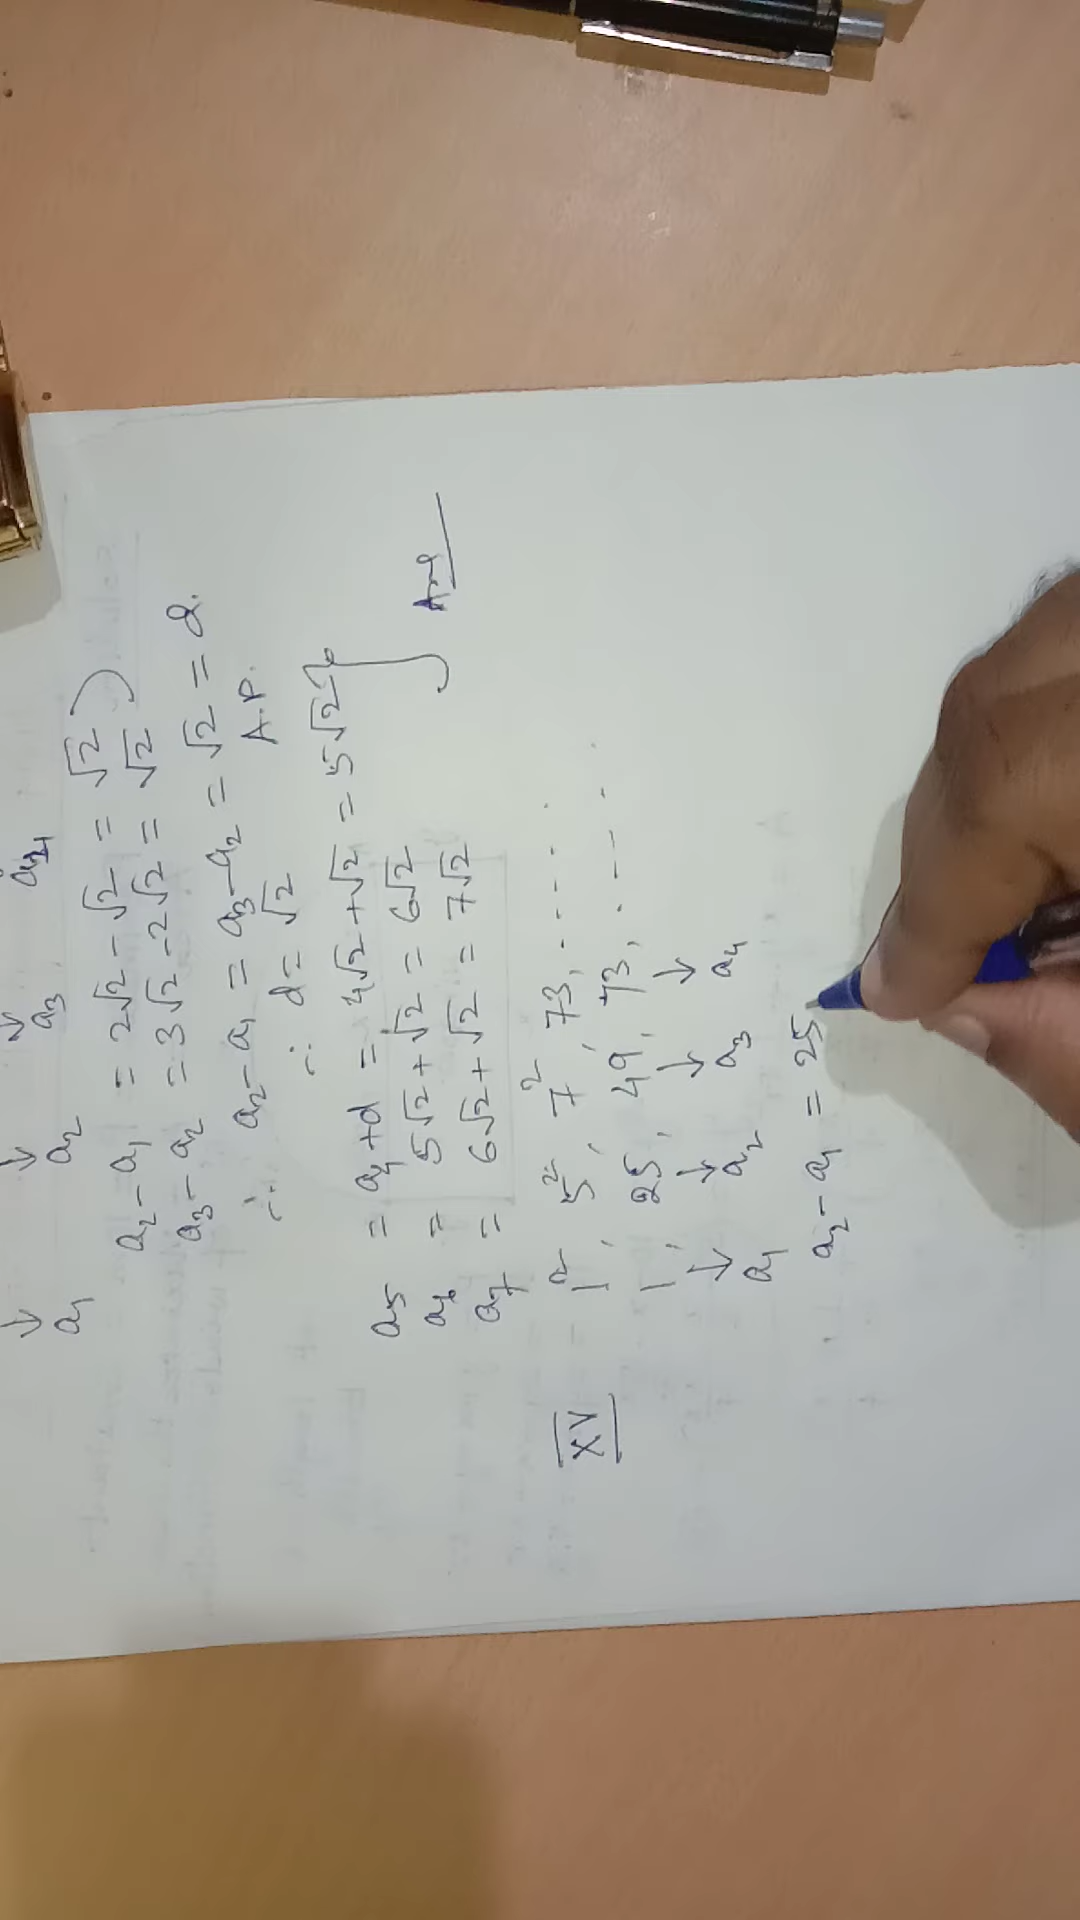 ↓ ↓ ↓
a1 a2 a3 a4
a2 - a1 = 2√2 - √2 = √2 )
a3 - a2 = 3√2 - 2√2 = √2
∴ a2 - a1 = a3 - a2 = √2 = d.
∴ d = √2 A.P.
a5 = a4 + d = 4√2 + √2 = 5√2
a6 = 5√2 + √2 = 6√2
a7 = 6√2 + √2 = 7√2 Ans
XV 1², 5², 7², 73, - - - -
1, 25, 49, 73, - - - -
↓ ↓ ↓ ↓
a1 a2 a3 a4
a2 - a1 = 25